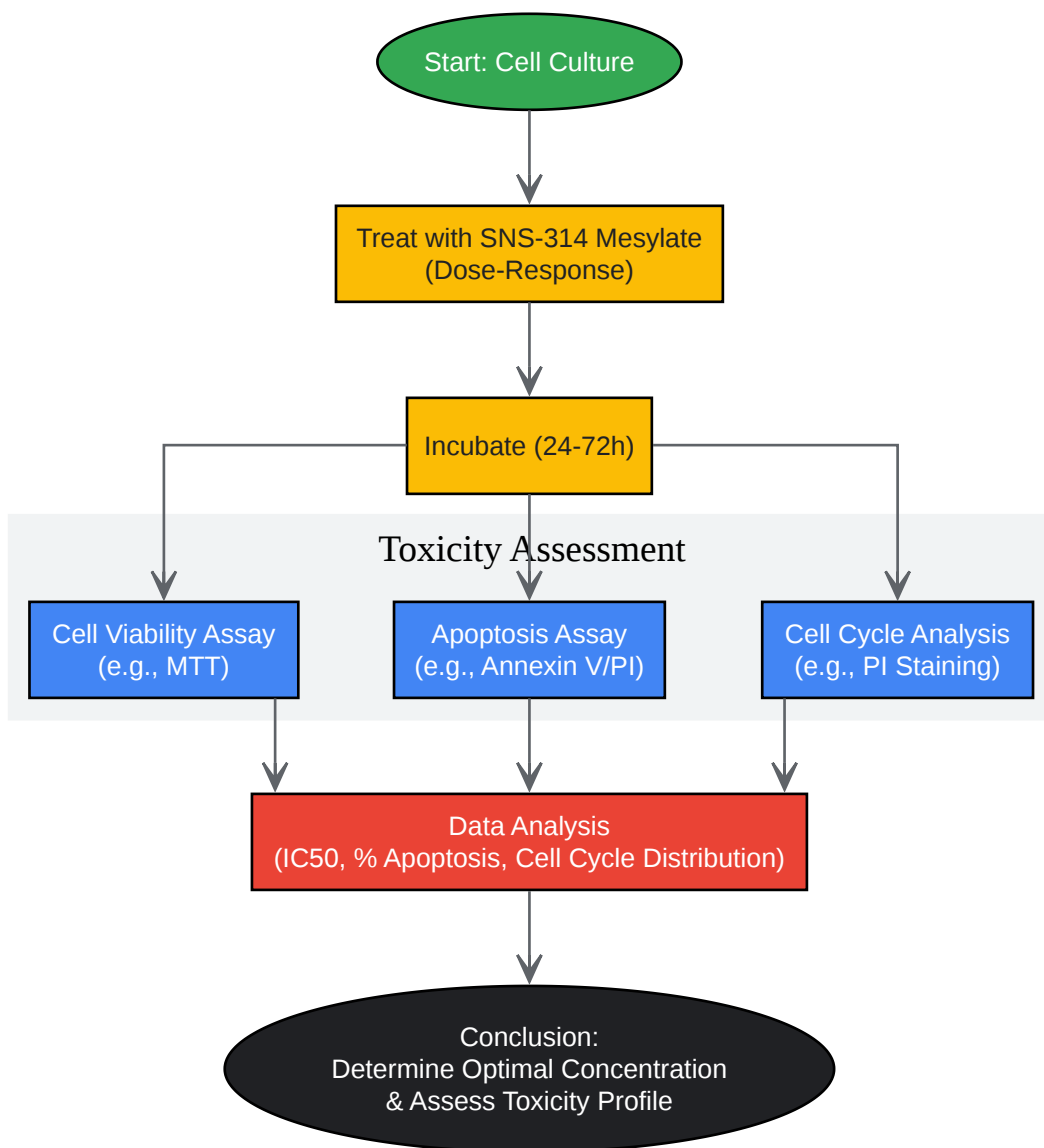 Start: Cell Culture
Treat with SNS-314 Mesylate
(Dose-Response)
Incubate (24-72h)
Toxicity Assessment
Cell Viability Assay
(e.g., MTT)
Apoptosis Assay
(e.g., Annexin V/PI)
Cell Cycle Analysis
(e.g., PI Staining)
Data Analysis
(IC50, % Apoptosis, Cell Cycle Distribution)
Conclusion:
Determine Optimal Concentration
& Assess Toxicity Profile